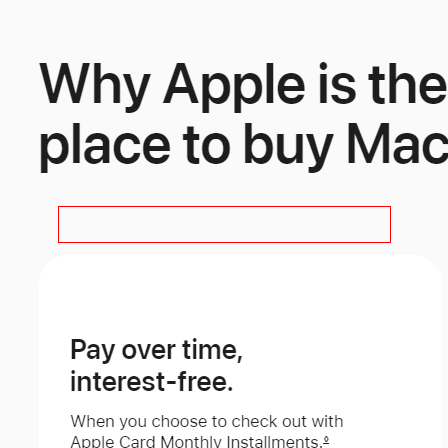 Why Apple is the
place to buy Mac
Pay over time,
interest-free.
When you choose to check out with
Apple Card Monthly Installments.◊